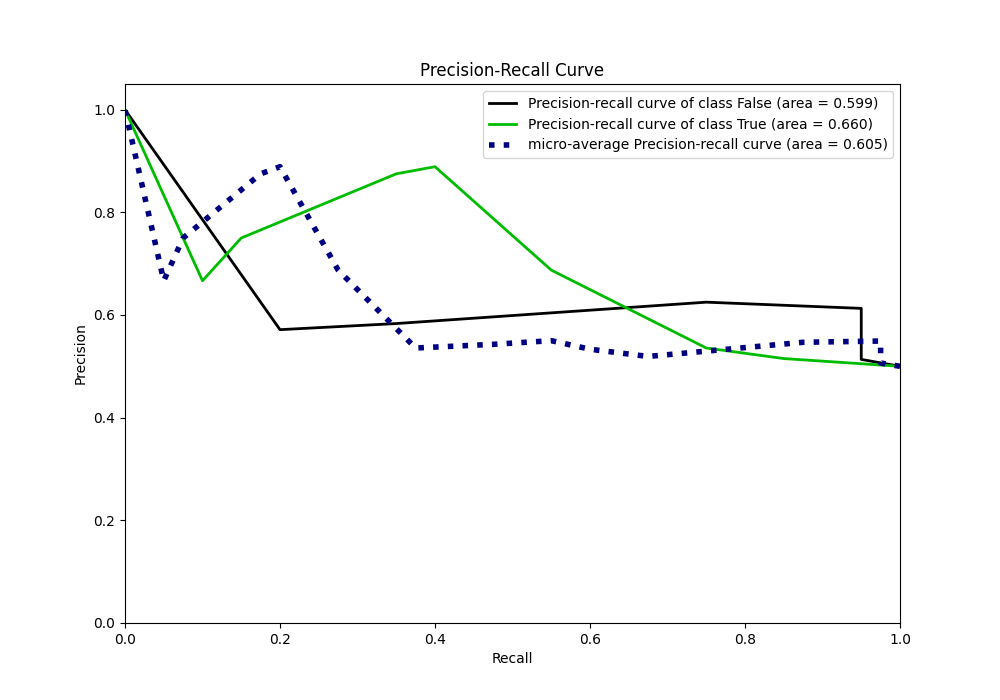 Precision-Recall Curve
Precision-recall curve of class False (area = 0.599)
Precision-recall curve of class True (area = 0.660)
micro-average Precision-recall curve (area = 0.605)
Precision
1.0
0.8
0.6
0.4
0.2
0.0
0.0 0.2 0.4 0.6 0.8 1.0
Recall